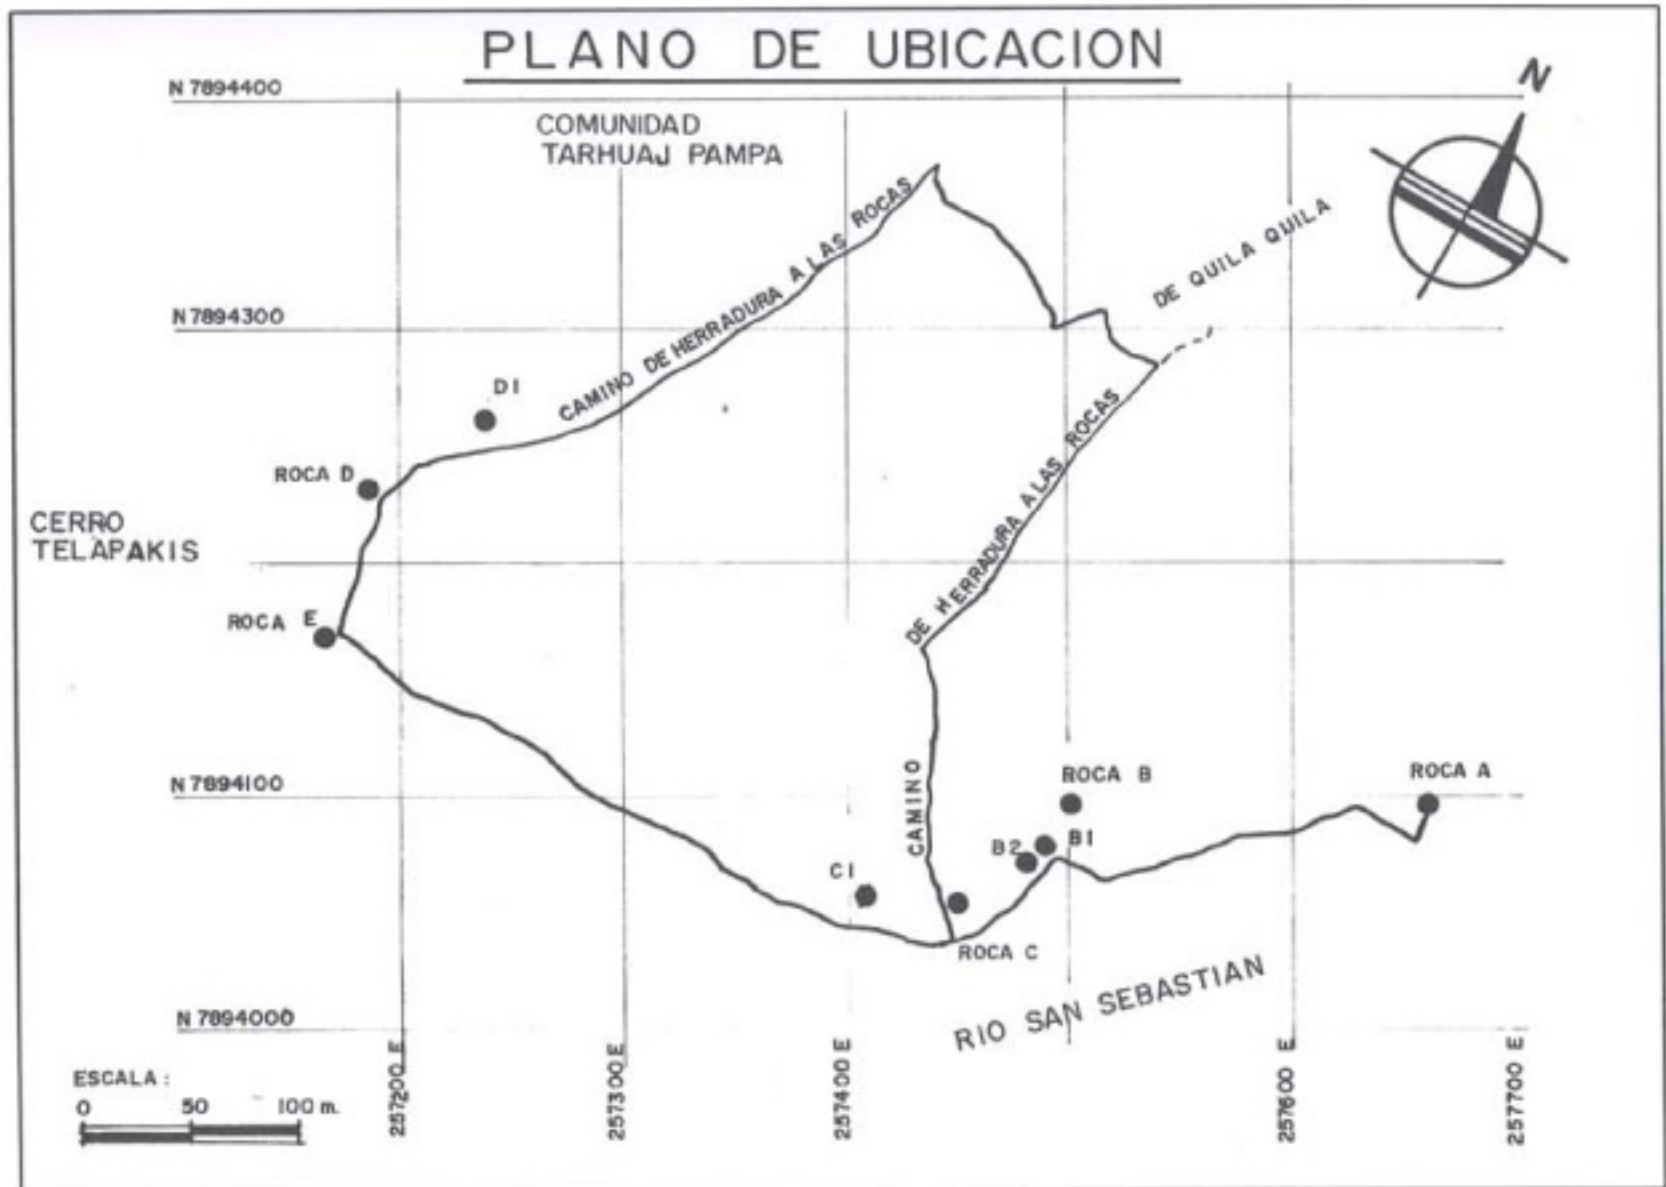 PLANO DE UBICACION
N 7894400
COMUNIDAD
TARHUAJ PAMPA
N
CAMINO DE HERRADURA A LAS ROCAS
DE QUILA QUILA
N 7894300
D1
ROCA D
CERRO
TELAPAKIS
CAMINO DE HERRADURA A LAS ROCAS
ROCA E
N 7894100
ROCA B
ROCA A
B2
B1
C1
ROCA C
RIO SAN SEBASTIAN
N 7894000
257200 E
257300 E
257400 E
257600 E
257700 E
ESCALA :
0 50 100 m.